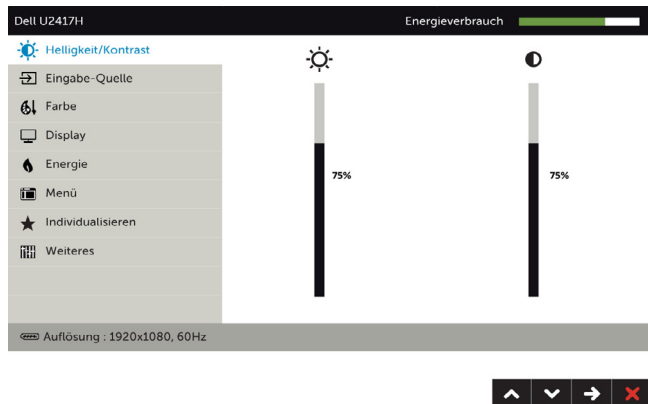 Dell U2417H
Energieverbrauch
Helligkeit/Kontrast
Eingabe-Quelle
Farbe
Display
Energie
Menü
Individualisieren
Weiteres
75%
75%
Auflösung : 1920x1080, 60Hz